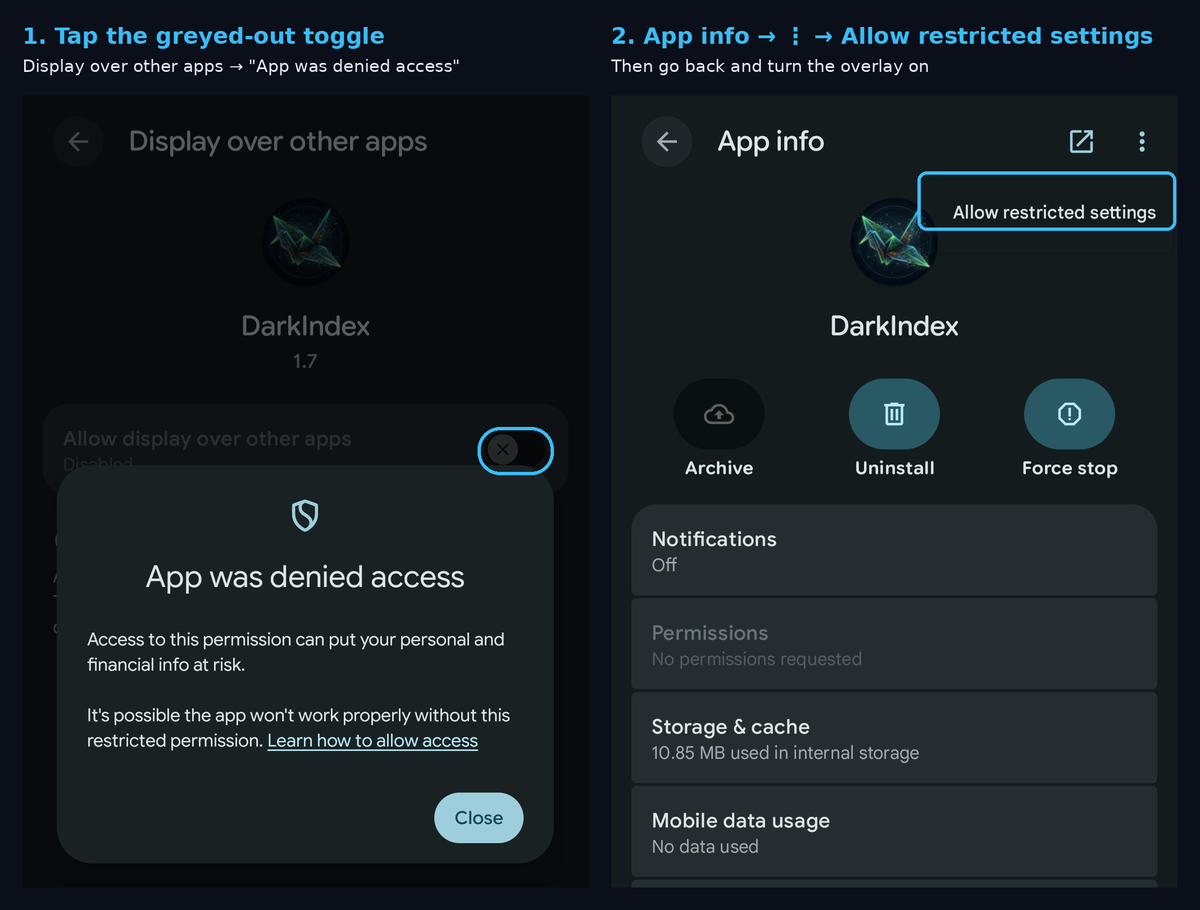 1. Tap the greyed-out toggle
Display over other apps → "App was denied access"
Display over other apps
DarkIndex
1.7
Allow display over other apps
Disabled
App was denied access
Access to this permission can put your personal and
financial info at risk.
It's possible the app won't work properly without this
restricted permission. Learn how to allow access
Close
2. App info → ⋮ → Allow restricted settings
Then go back and turn the overlay on
App info
Allow restricted settings
DarkIndex
Archive
Uninstall
Force stop
Notifications
Off
Permissions
No permissions requested
Storage & cache
10.85 MB used in internal storage
Mobile data usage
No data used